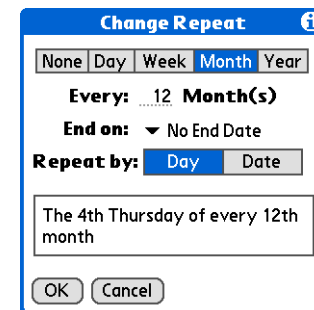 Change Repeat i
None Day Week Month Year
Every: 12 Month(s)
End on: No End Date
Repeat by: Day Date
The 4th Thursday of every 12th
month
OK Cancel